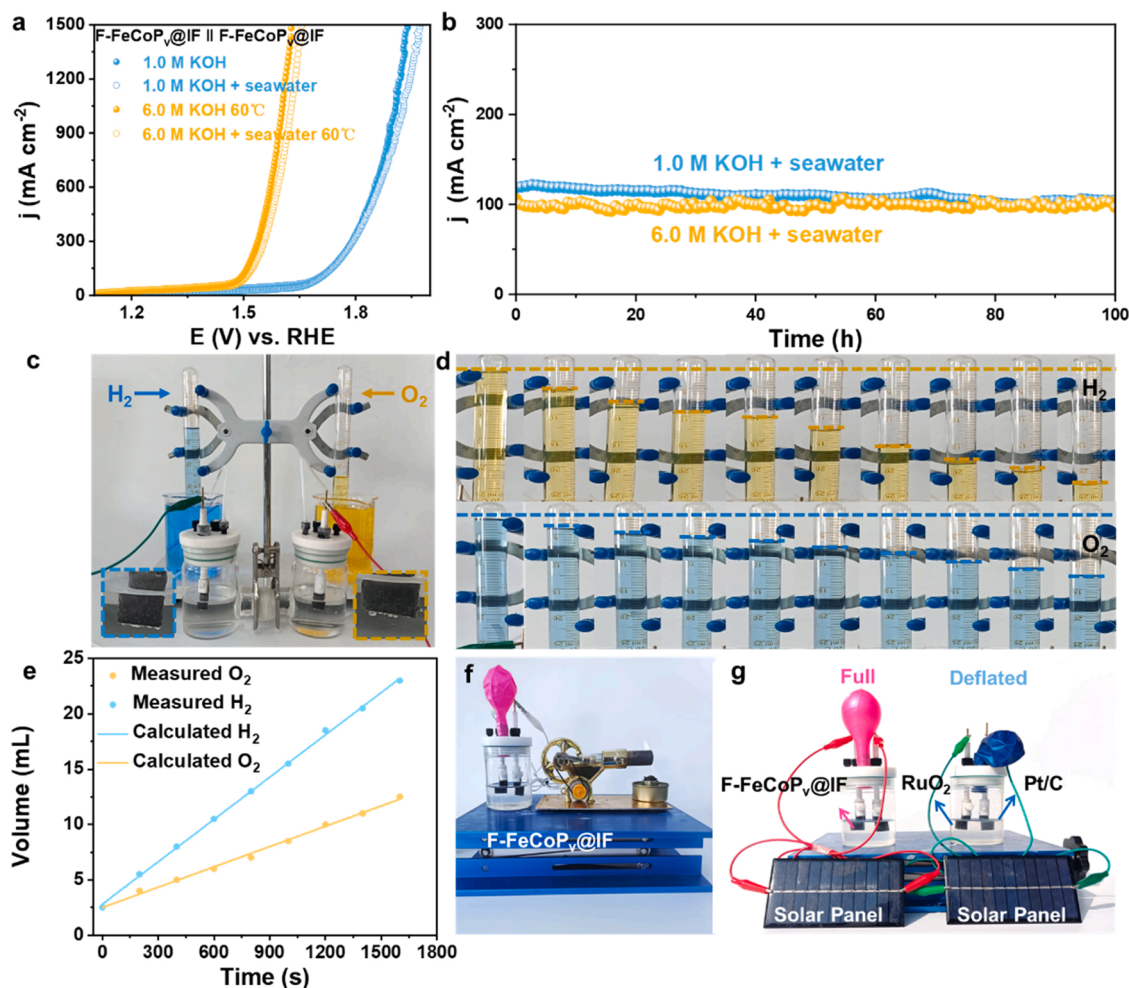 a
F-FeCoPv@IF ‖ F-FeCoPv@IF
1.0 M KOH
1.0 M KOH + seawater
6.0 M KOH 60℃
6.0 M KOH + seawater 60℃
1500
1200
900
600
300
0
j (mA cm-2)
1.2
1.5
1.8
E (V) vs. RHE
b
300
200
100
0
j (mA cm-2)
1.0 M KOH + seawater
6.0 M KOH + seawater
0
20
40
60
80
100
Time (h)
c
H2
O2
d
H2
O2
e
Measured O2
Measured H2
Calculated H2
Calculated O2
25
20
15
10
5
0
Volume (mL)
0
300
600
900
1200
1500
1800
Time (s)
f
F-FeCoPv@IF
g
Full
Deflated
F-FeCoPv@IF
RuO2
Pt/C
Solar Panel
Solar Panel